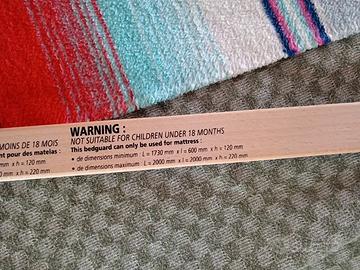 MOINS DE 18 MOIS
nt pour des matelas :
m x h = 120 mm
m x h = 220 mm
WARNING :
NOT SUITABLE FOR CHILDREN UNDER 18 MONTHS
This bedguard can only be used for mattress :
• de dimensions minimum : L = 1730 mm x l = 600 mm x h = 120 mm
• de dimensions maximum : L = 2000 mm x l = 2000 mm x h = 220 mm